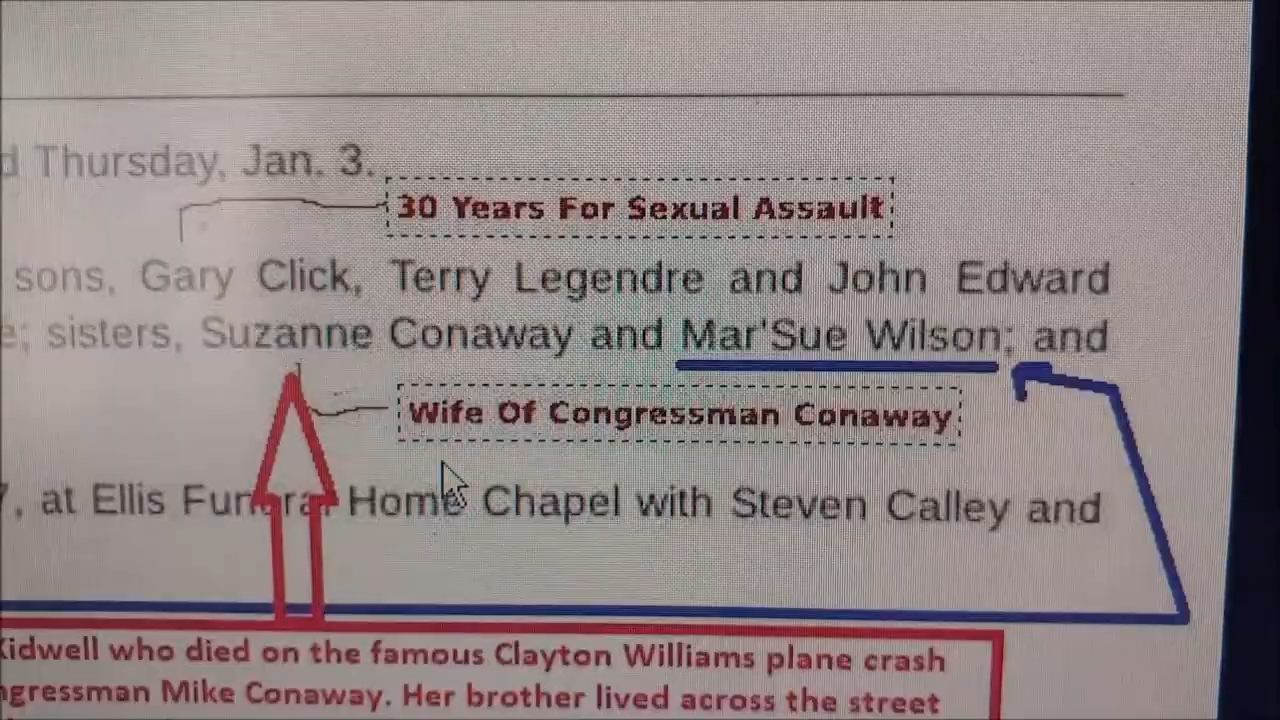 d Thursday, Jan. 3.
30 Years For Sexual Assault
sons, Gary Click, Terry Legendre and John Edward
e; sisters, Suzanne Conaway and Mar'Sue Wilson; and
Wife Of Congressman Conaway
, at Ellis Funeral Home Chapel with Steven Calley and
Kidwell who died on the famous Clayton Williams plane crash
ngressman Mike Conaway. Her brother lived across the street